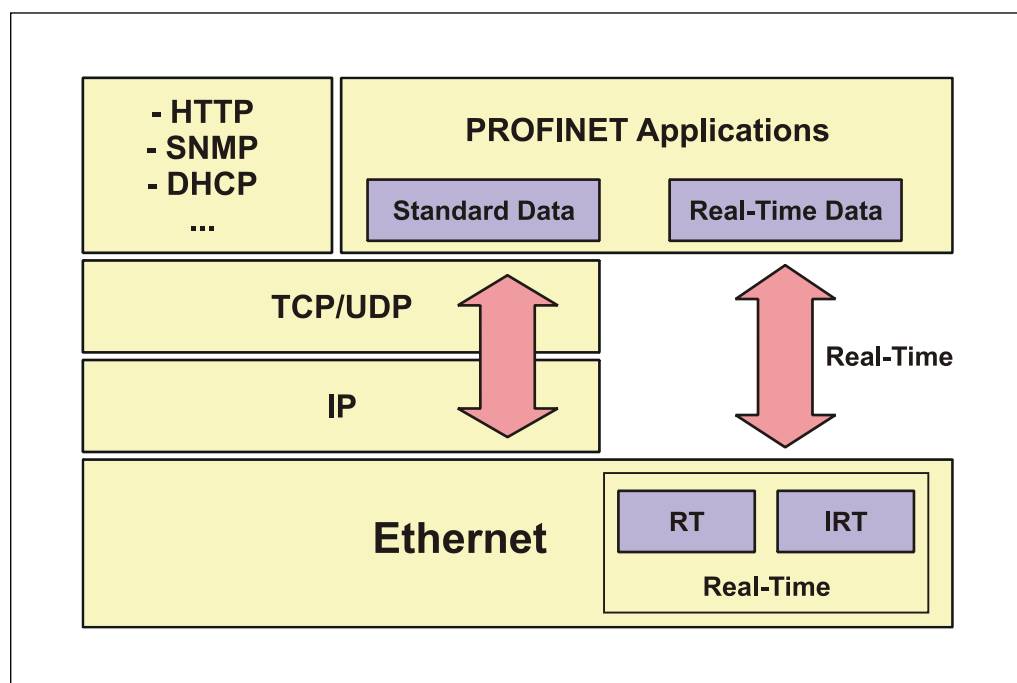 - HTTP
- SNMP
- DHCP
...
PROFINET Applications
Standard Data
Real-Time Data
TCP/UDP
IP
Real-Time
Ethernet
RT
IRT
Real-Time